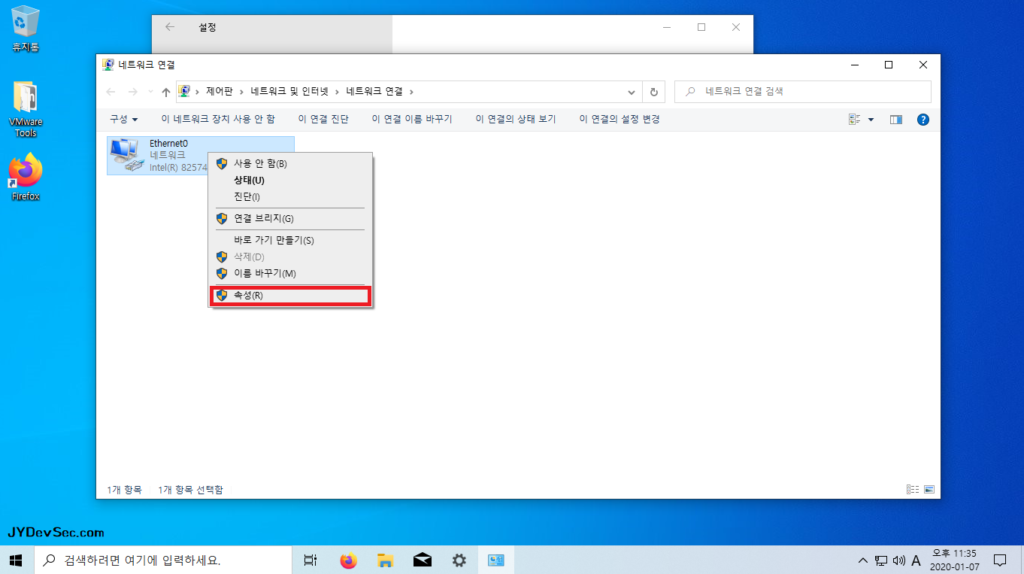 휴지통
VMware
Tools
Firefox
설정
네트워크 연결
제어판 › 네트워크 및 인터넷 › 네트워크 연결 ›
네트워크 연결 검색
구성
이 네트워크 장치 사용 안 함
이 연결 진단
이 연결 이름 바꾸기
이 연결의 상태 보기
이 연결의 설정 변경
Ethernet0
네트워크
Intel(R) 82574
사용 안 함(B)
상태(U)
진단(I)
연결 브리지(G)
바로 가기 만들기(S)
삭제(D)
이름 바꾸기(M)
속성(R)
1개 항목
1개 항목 선택함
JYDevSec.com
검색하려면 여기에 입력하세요.
A
오후 11:35
2020-01-07